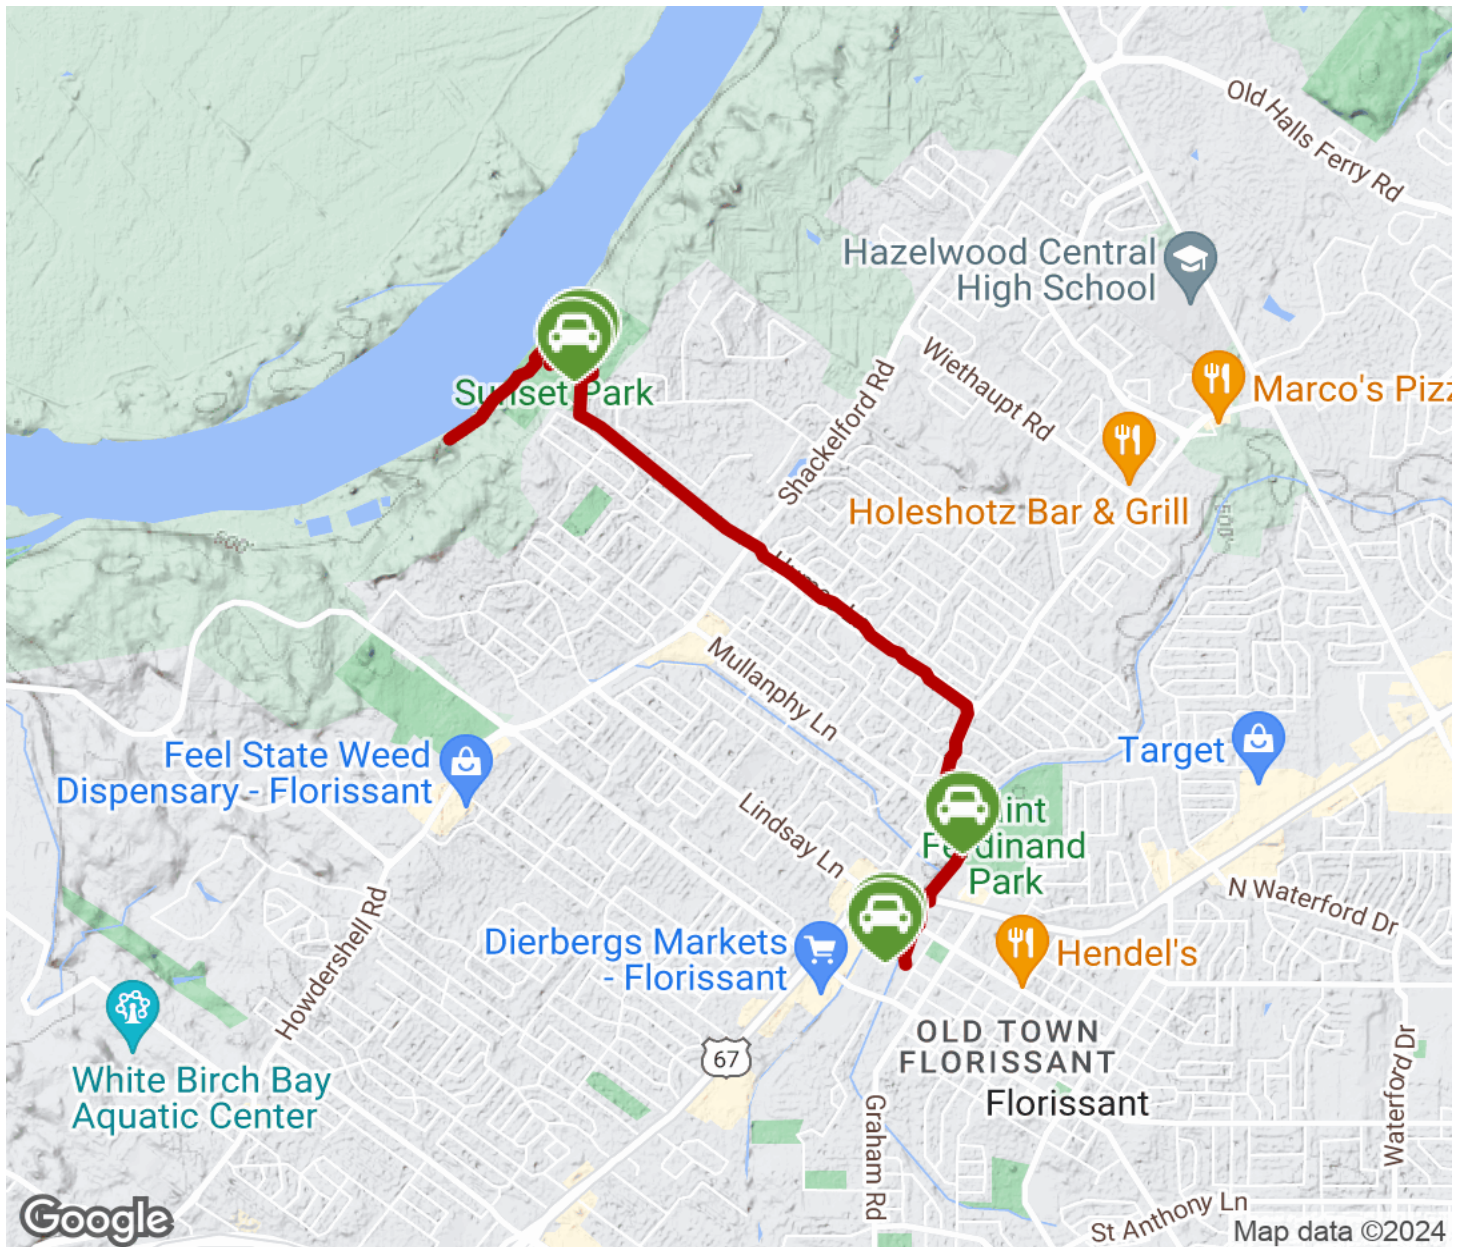 Old Halls Ferry Rd
Hazelwood Central
High School
Sunset Park
Shackelford Rd
Wiethaupt Rd
Marco's Pizz
Holeshotz Bar & Grill
Mullanphy Ln
Feel State Weed
Dispensary - Florissant
Target
Lindsay Ln
Park
N Waterford Dr
Howdershell Rd
Dierbergs Markets
- Florissant
Hendel's
67
OLD TOWN
FLORISSANT
Florissant
White Birch Bay
Aquatic Center
Graham Rd
Waterford Dr
St Anthony Ln
Google
Map data ©2024